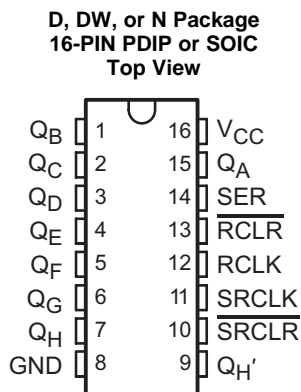 D, DW, or N Package
16-PIN PDIP or SOIC
Top View
QB 1 16 VCC
QC 2 15 QA
QD 3 14 SER
QE 4 13 RCLR
QF 5 12 RCLK
QG 6 11 SRCLK
QH 7 10 SRCLR
GND 8 9 QH′